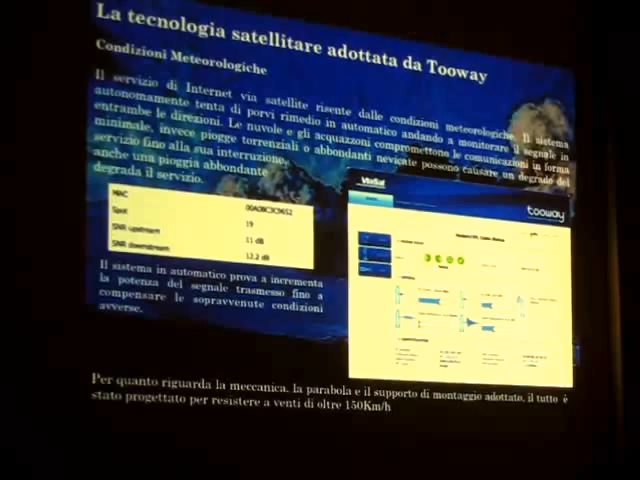 La tecnologia satellitare adottata da Tooway
Condizioni Meteorologiche
Il servizio di Internet via satellite risente dalle condizioni meteorologiche. Il sistema
autonomamente tenta di porvi rimedio in automatico andando a monitorare il segnale in
entrambe le direzioni. Le nuvole e gli acquazzoni compromettono le comunicazioni in forma
minimale, invece piogge torrenziali o abbondanti nevicate possono causare un degrado del
servizio fino alla sua interruzione,
anche una pioggia abbondante
degrada il servizio.
MAC 00A0BC3C9652
Spot 19
SNR upstream 11 dB
SNR downstream 12.2 dB
Il sistema in automatico prova a incrementa
la potenza del segnale trasmesso fino a
compensare le sopravvenute condizioni
avverse.
ViaSat
tooway
Per quanto riguarda la meccanica, la parabola e il supporto di montaggio adottato, il tutto è
stato progettato per resistere a venti di oltre 150Km/h